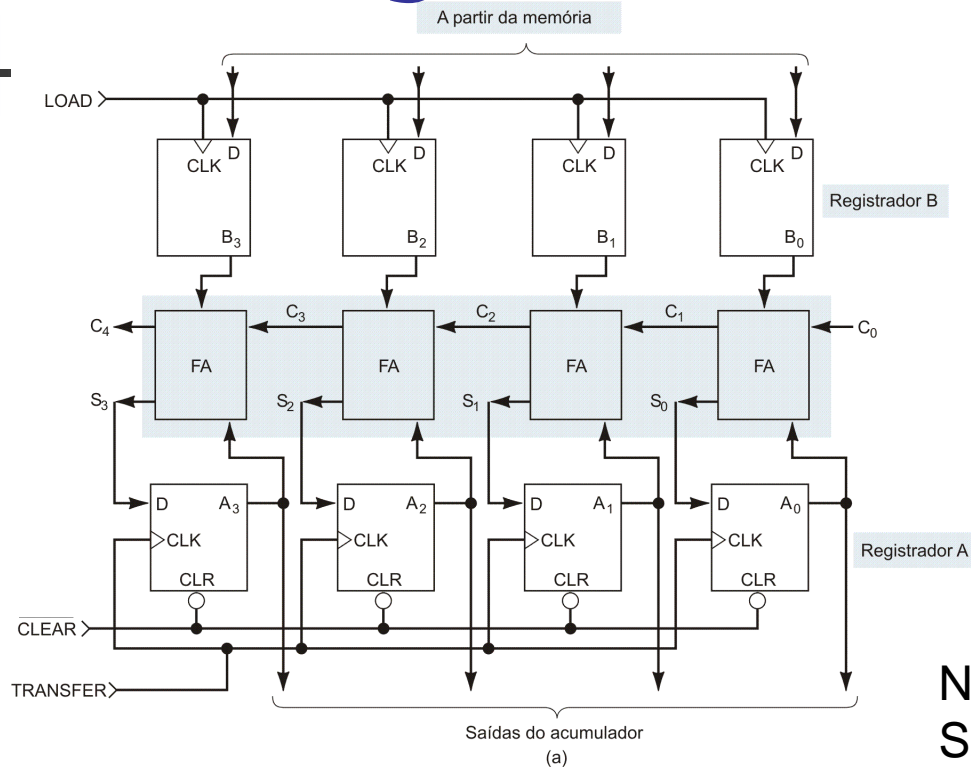 A partir da memória
LOAD
D D D D
CLK CLK CLK CLK
Registrador B
B₃ B₂ B₁ B₀
C₄ C₃ C₂ C₁ C₀
FA FA FA FA
S₃ S₂ S₁ S₀
D A₃ D A₂ D A₁ D A₀
CLK CLK CLK CLK
Registrador A
CLR CLR CLR CLR
C̅L̅E̅A̅R̅
TRANSFER
N
S
Saídas do acumulador
(a)